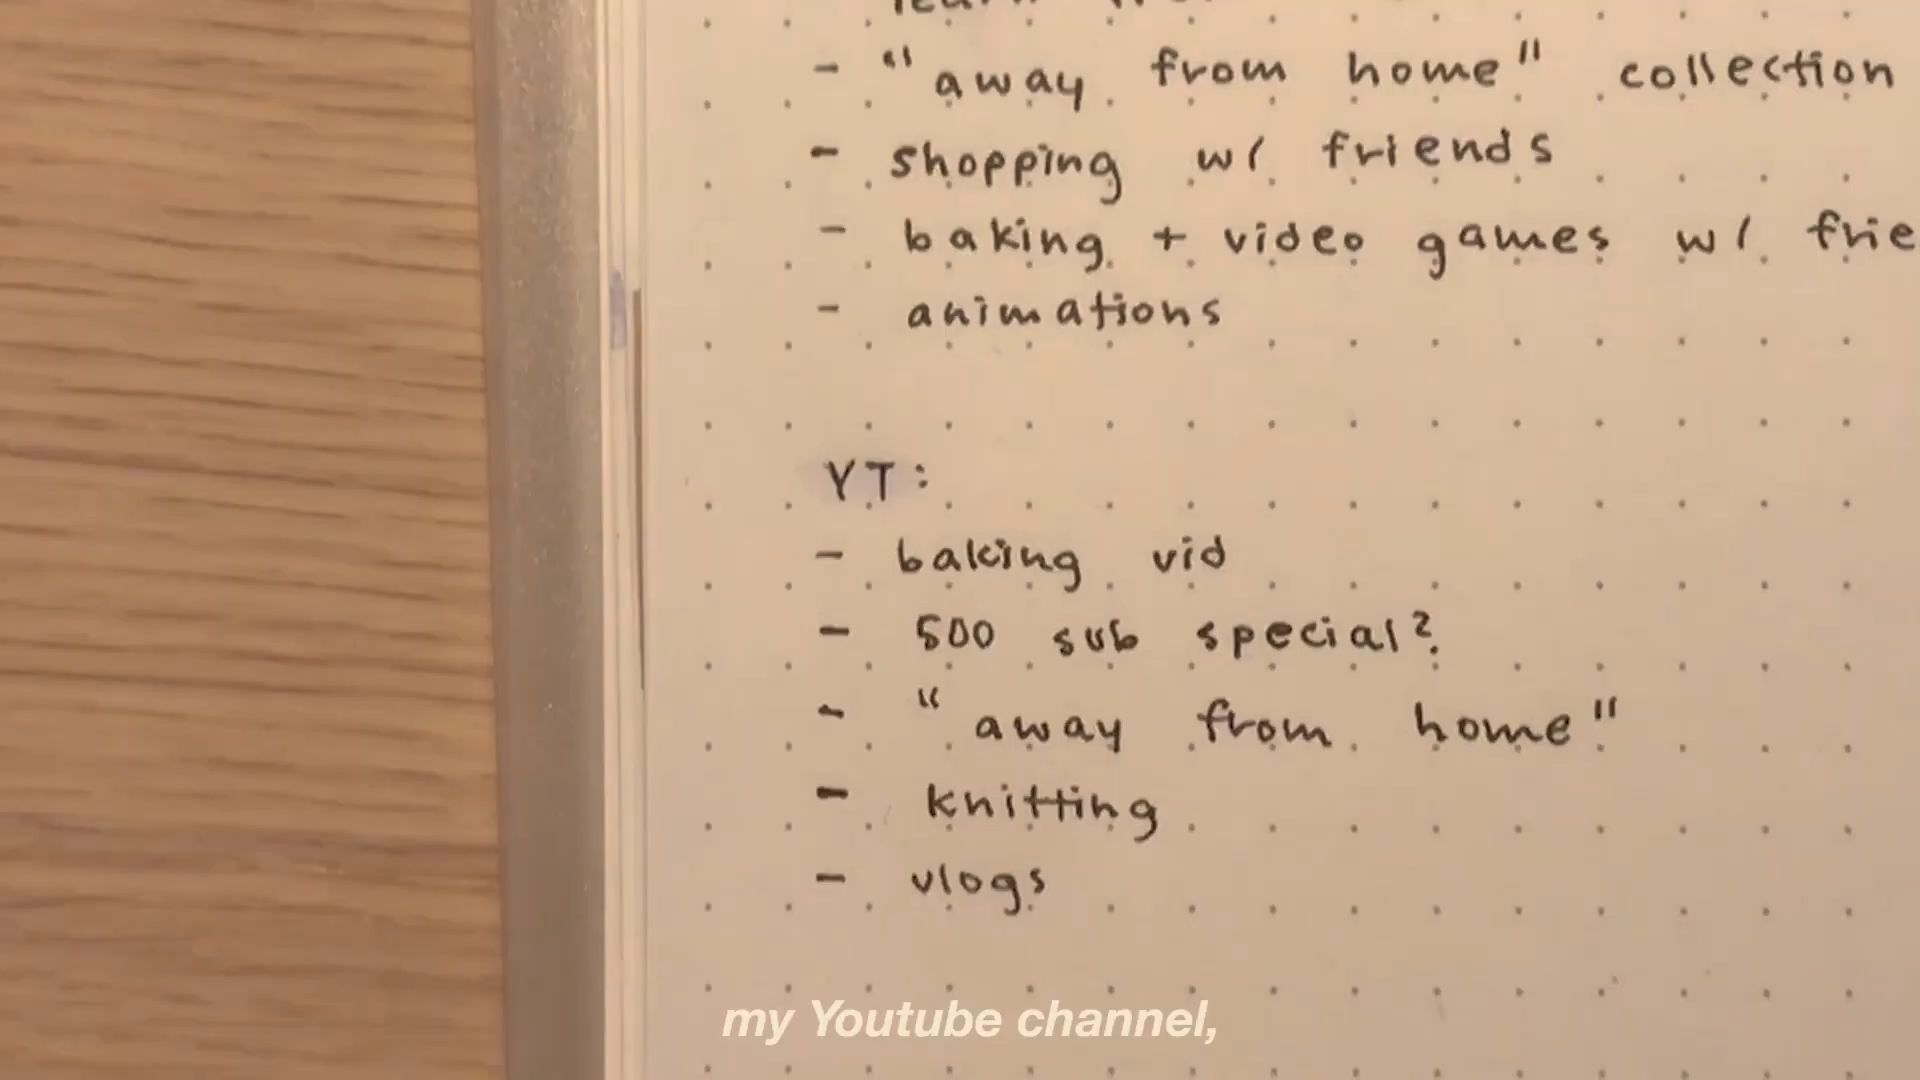 - "away from home" collection
- shopping w/ friends
- baking + video games w/
- animations
YT:
- baking vid
- 500 sub special?
- "away from home"
- knitting
- vlogs
my Youtube channel,